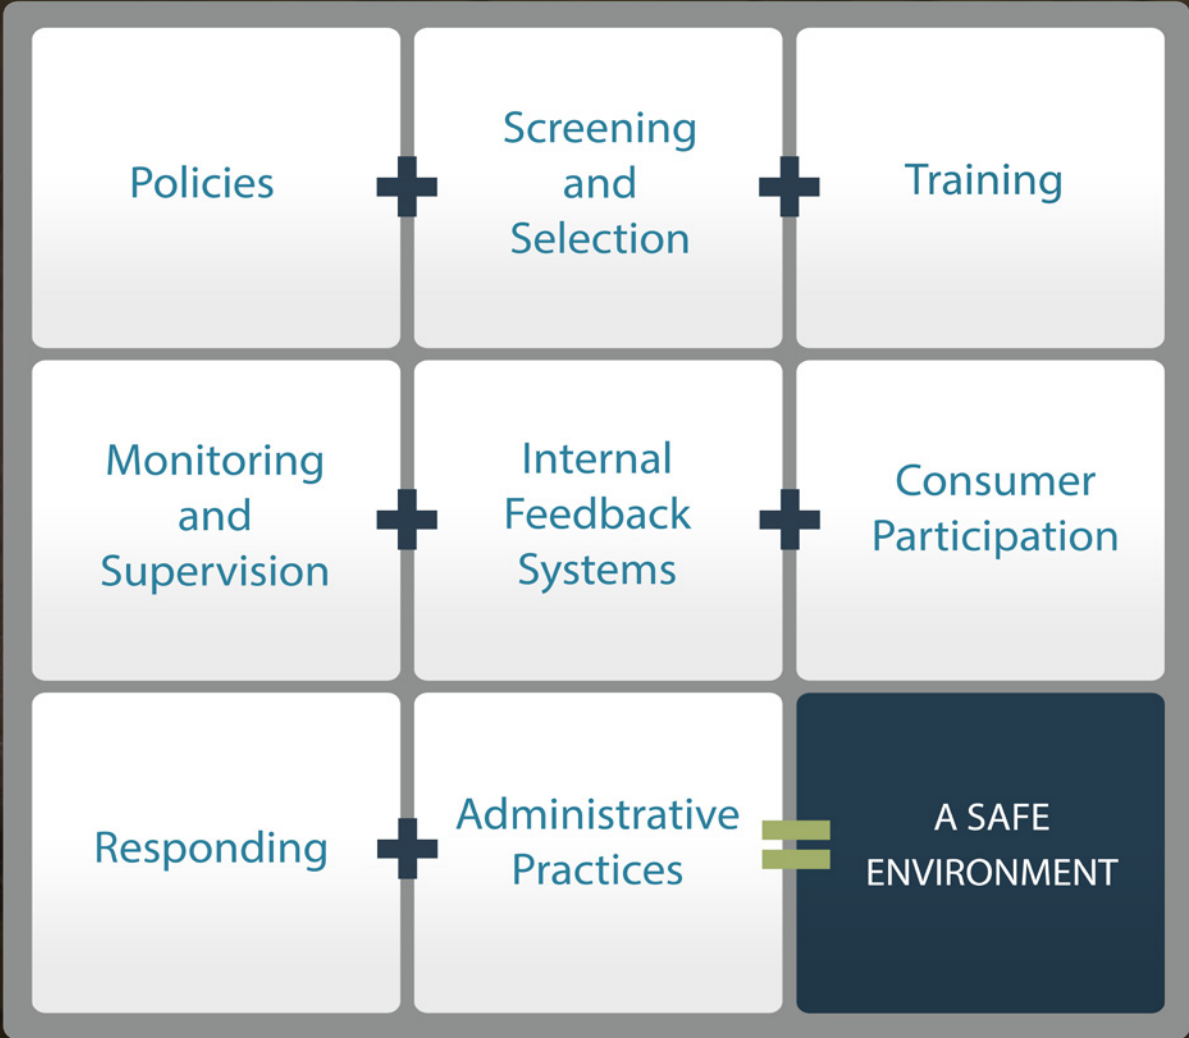 Policies
Screening
and
Selection
Training
Monitoring
and
Supervision
Internal
Feedback
Systems
Consumer
Participation
Responding
Administrative
Practices
A SAFE
ENVIRONMENT